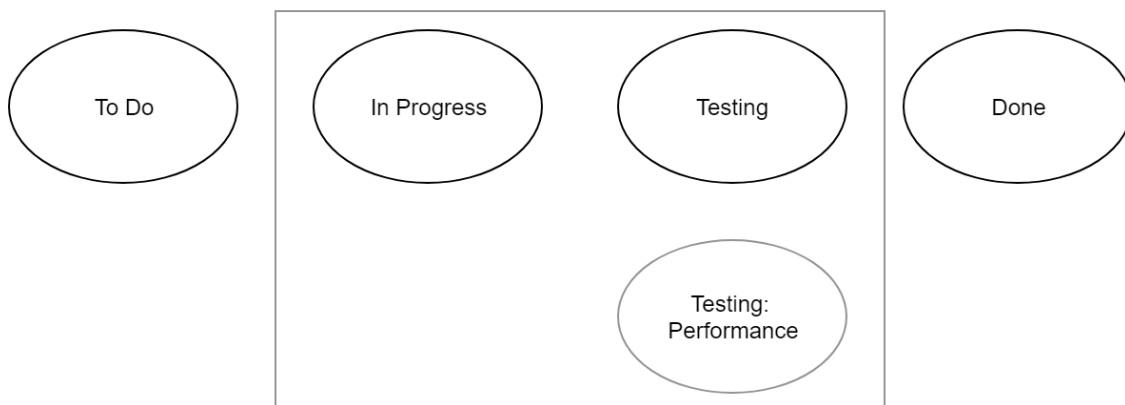 To Do
In Progress
Testing
Done
Testing:
Performance